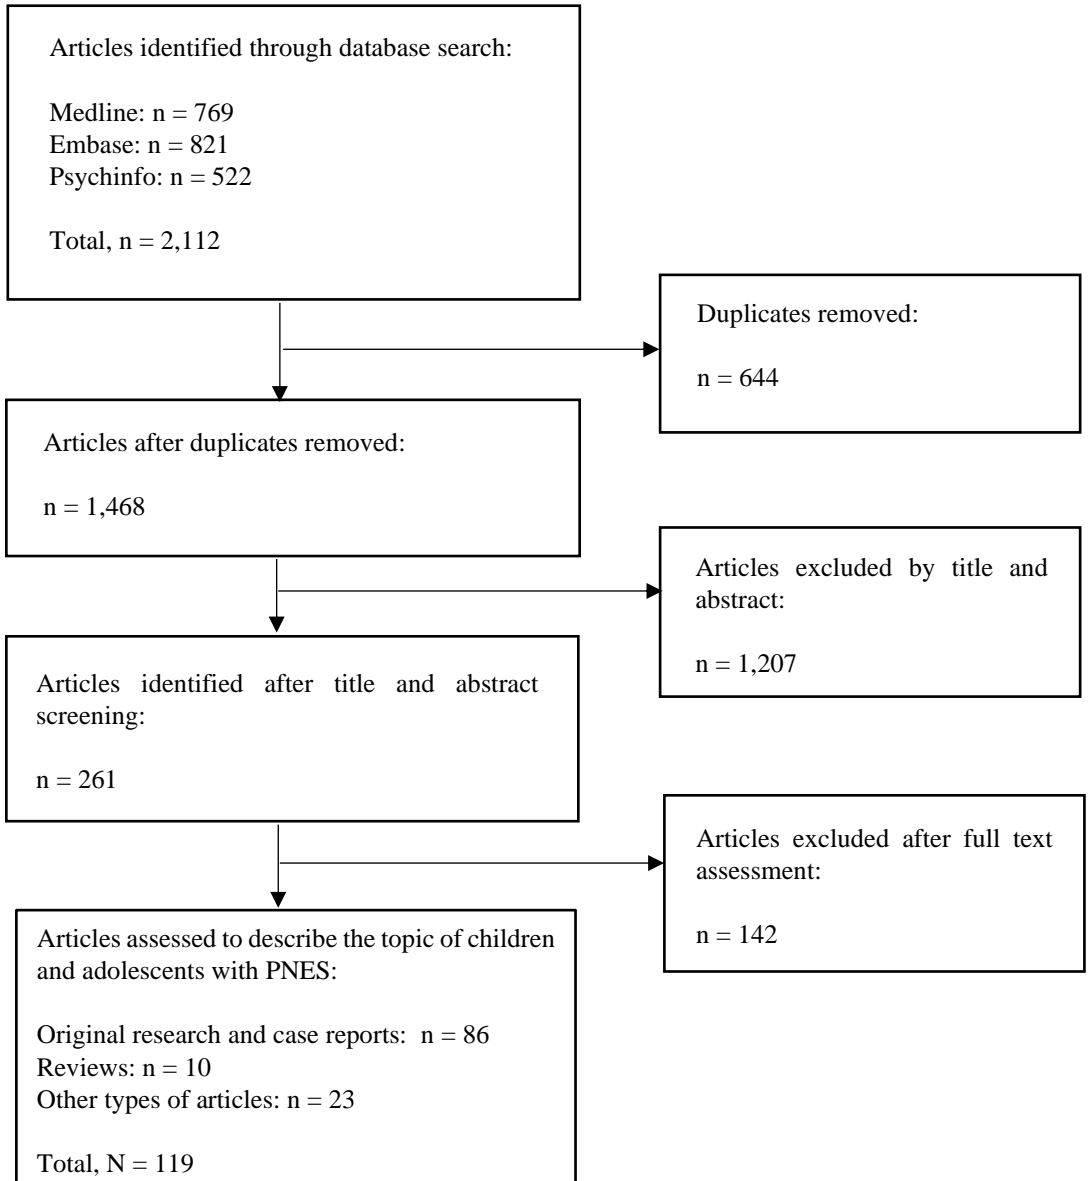 Articles identified through database search:
Medline: n = 769
Embase: n = 821
Psychinfo: n = 522
Total, n = 2,112
Duplicates removed:
n = 644
Articles after duplicates removed:
n = 1,468
Articles excluded by title and
abstract:
n = 1,207
Articles identified after title and abstract
screening:
n = 261
Articles excluded after full text
assessment:
n = 142
Articles assessed to describe the topic of children
and adolescents with PNES:
Original research and case reports: n = 86
Reviews: n = 10
Other types of articles: n = 23
Total, N = 119